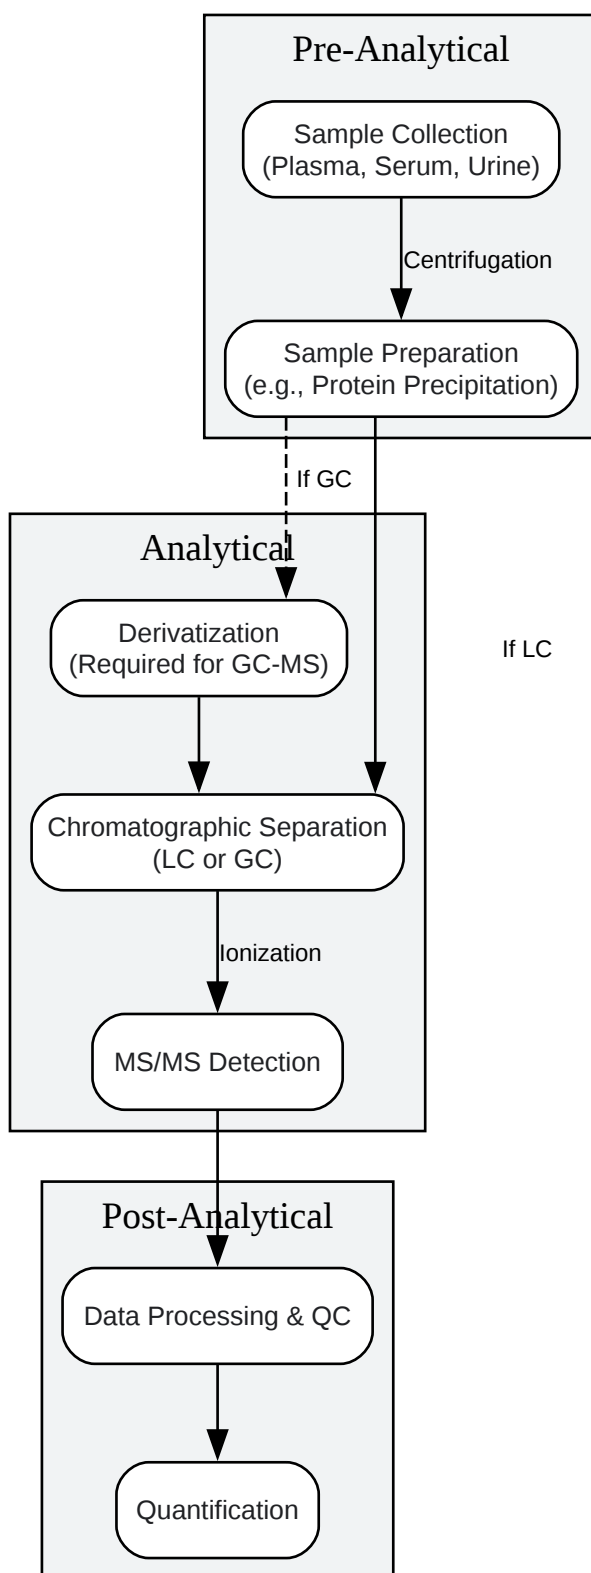 Pre-Analytical
Sample Collection
(Plasma, Serum, Urine)
Centrifugation
Sample Preparation
(e.g., Protein Precipitation)
If GC
Analytical
Derivatization
(Required for GC-MS)
If LC
Chromatographic Separation
(LC or GC)
Ionization
MS/MS Detection
Post-Analytical
Data Processing & QC
Quantification